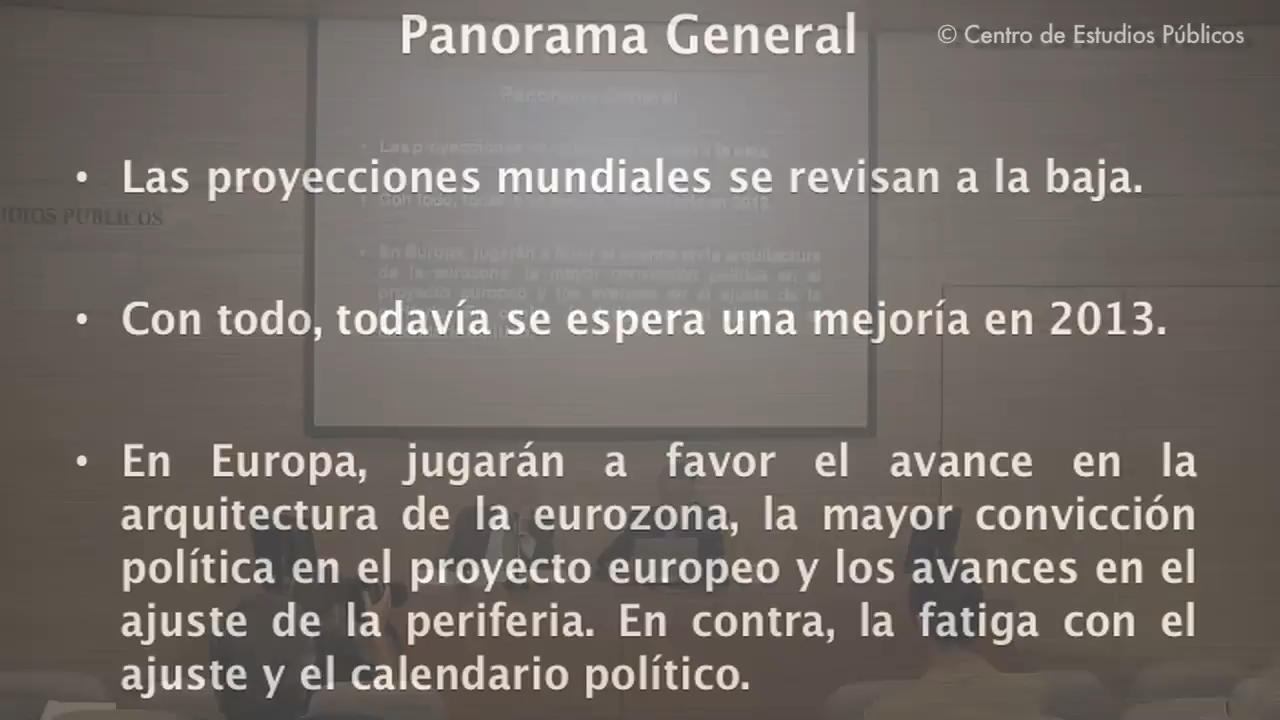 Panorama General
© Centro de Estudios Públicos
• Las proyecciones mundiales se revisan a la baja.
• Con todo, todavía se espera una mejoría en 2013.
• En Europa, jugarán a favor el avance en la
arquitectura de la eurozona, la mayor convicción
política en el proyecto europeo y los avances en el
ajuste de la periferia. En contra, la fatiga con el
ajuste y el calendario político.
PUBLICOS
Panorama General